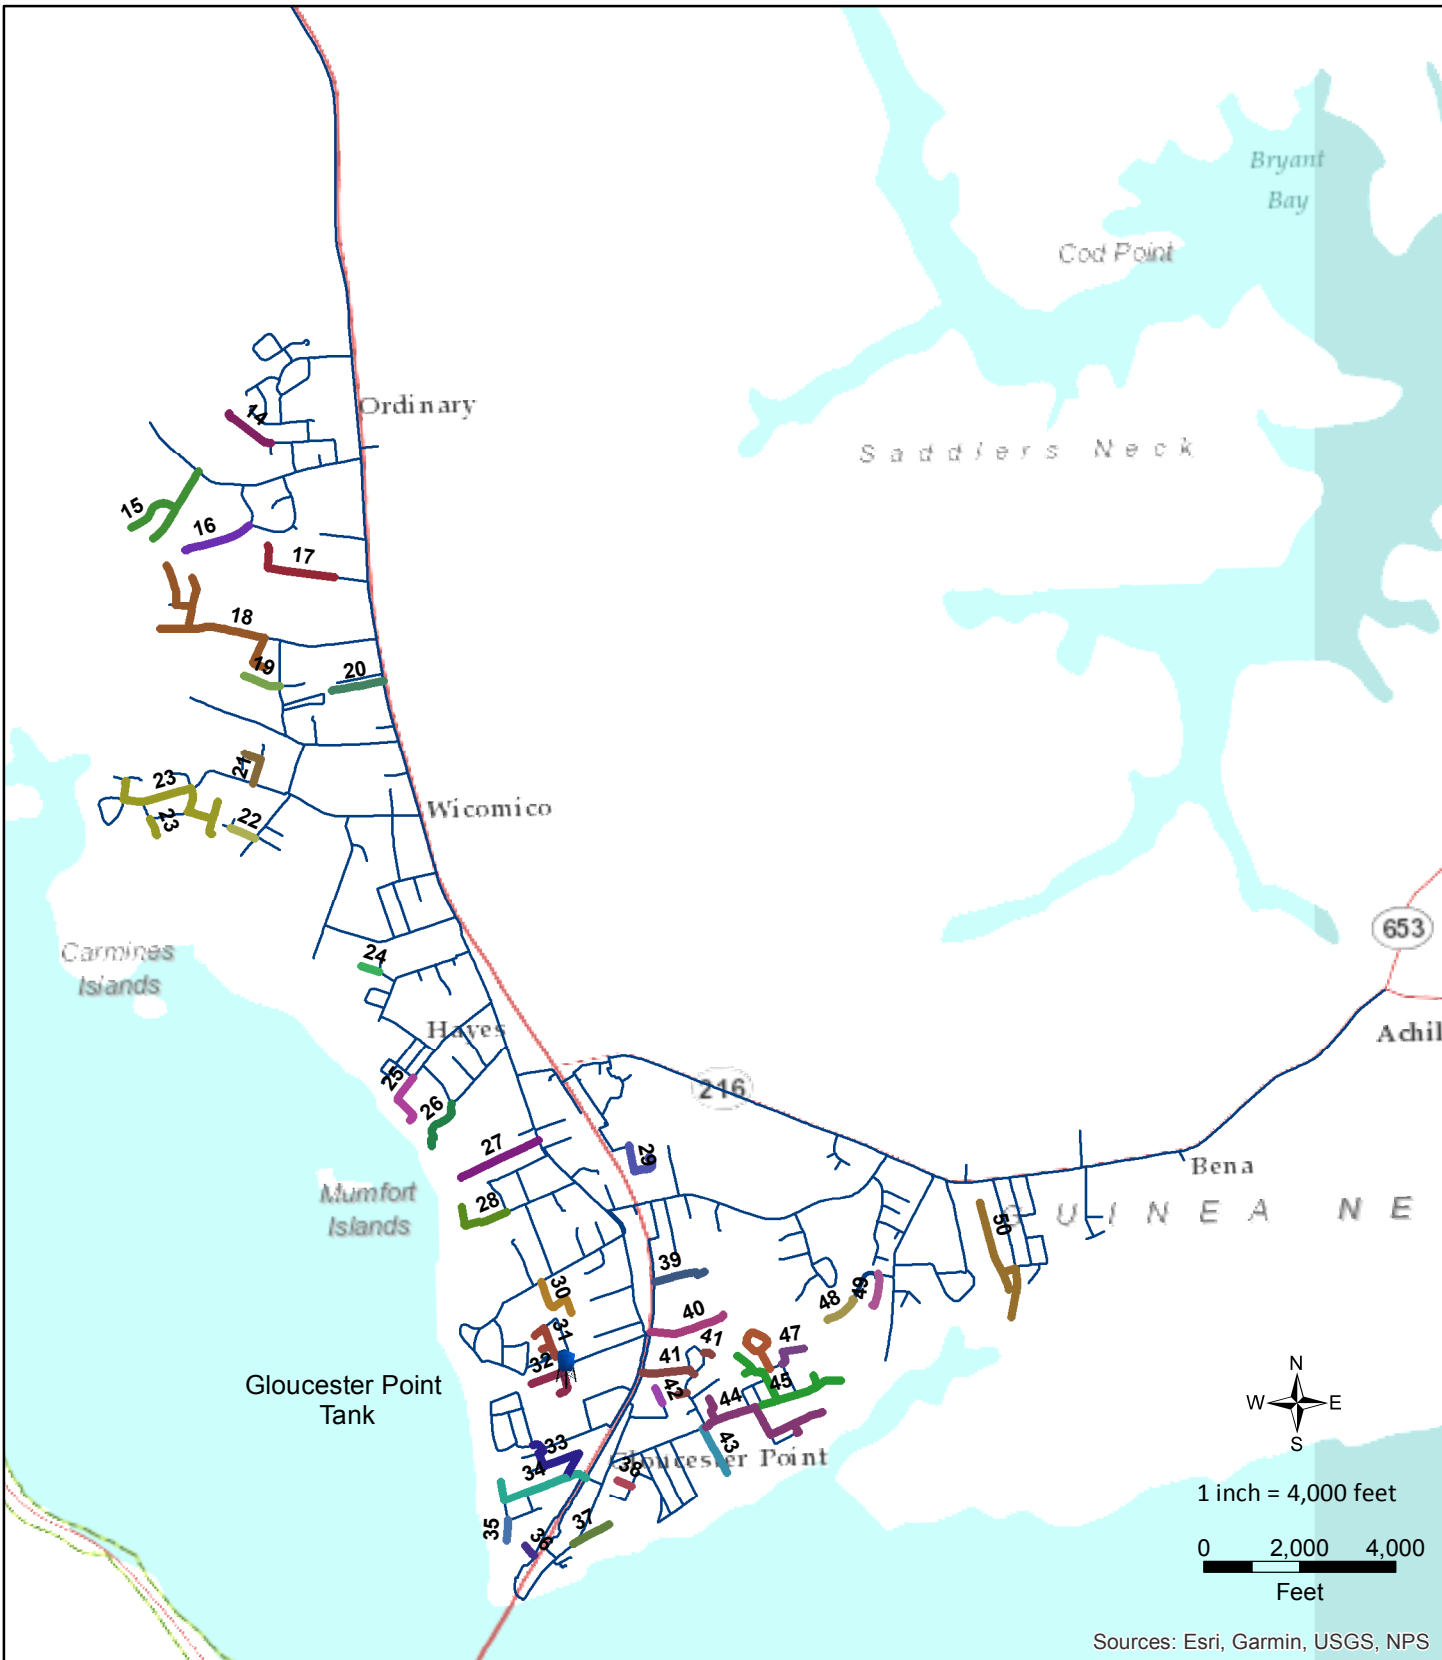 Bryant
Bay
Cod Point
Ordinary
14
Saddlers Neck
15
16
17
18
19
20
21
23
23
22
Wicomico
Carmines
Islands
24
653
Hayes
Achil
25
216
26
27
29
Bena
Mumfort
Islands
28
GUINEA NE
50
39
30
49
48
40
31
41
47
32
41
Gloucester Point
Tank
42
44
45
N
W E
S
33
43
Gloucester Point
34
38
1 inch = 4,000 feet
35
37
36
0 2,000 4,000
Feet
Sources: Esri, Garmin, USGS, NPS